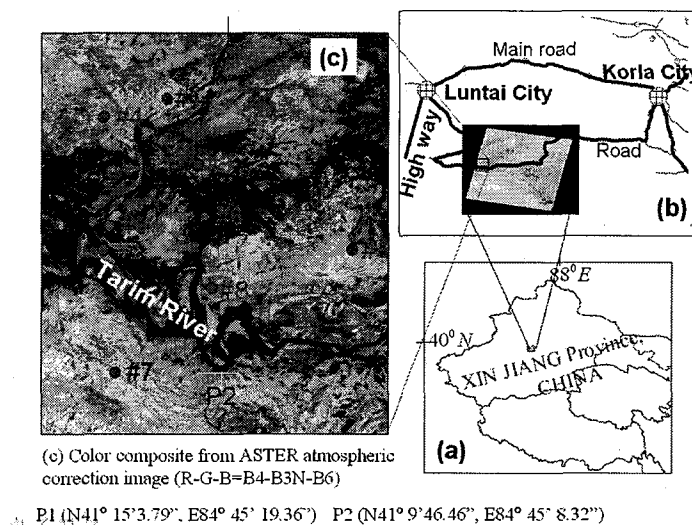 (c)
#7
Tarim River
P2
Main road
Korla City
Luntai City
High way
Road
(b)
88⁰ E
40⁰ N
XIN JIANG Province,
CHINA
(a)
(c) Color composite from ASTER atmospheric
correction image (R-G-B=B4-B3N-B6)
P1 (N41° 15’3.79”, E84° 45’ 19.36”) P2 (N41° 9’46.46”, E84° 45’ 8.32”)